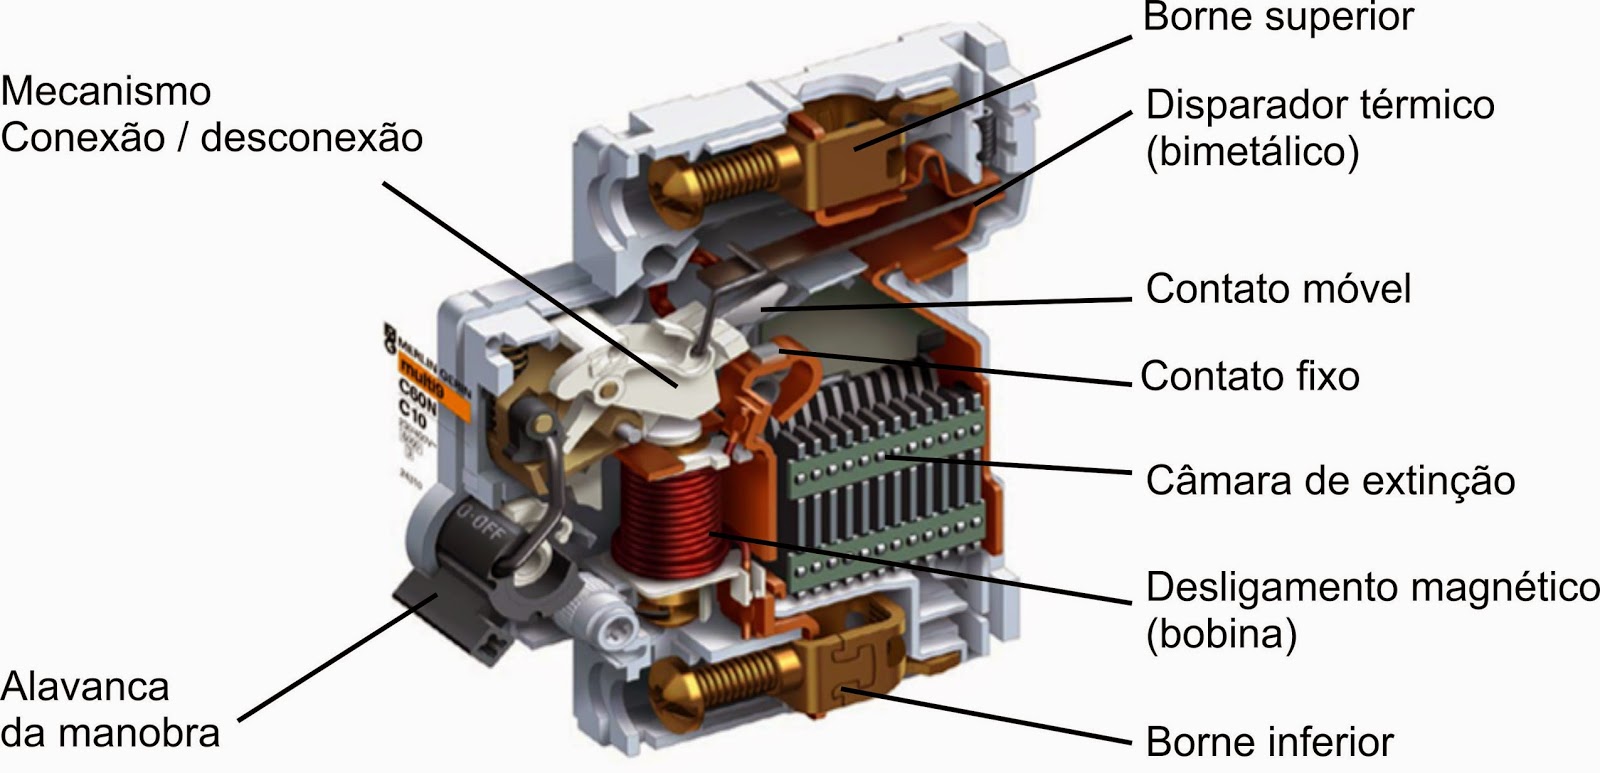 Borne superior
Mecanismo
Conexão / desconexão
Disparador térmico
(bimetálico)
Contato móvel
MERLIN GERIN
multi9
C60N
C 10
Contato fixo
Câmara de extinção
O·OFF
Desligamento magnético
(bobina)
Alavanca
da manobra
Borne inferior